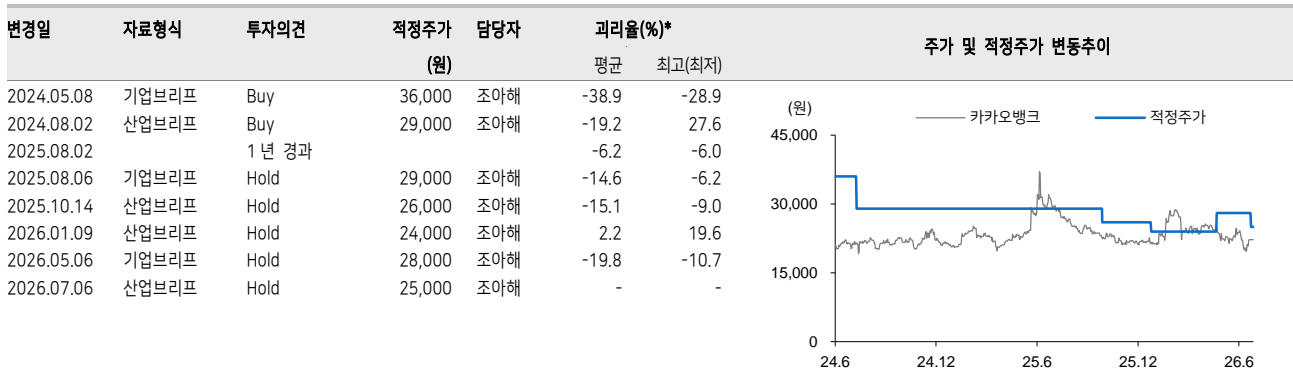 변경일 자료형식 투자의견 적정주가 담당자 괴리율(%)*
(원) 평균 최고(최저)
주가 및 적정주가 변동추이
2024.05.08 기업브리프 Buy 36,000 조아해 -38.9 -28.9
2024.08.02 산업브리프 Buy 29,000 조아해 -19.2 27.6
2025.08.02 1년 경과 -6.2 -6.0
2025.08.06 기업브리프 Hold 29,000 조아해 -14.6 -6.2
2025.10.14 산업브리프 Hold 26,000 조아해 -15.1 -9.0
2026.01.09 산업브리프 Hold 24,000 조아해 2.2 19.6
2026.05.06 기업브리프 Hold 28,000 조아해 -19.8 -10.7
2026.07.06 산업브리프 Hold 25,000 조아해 - -
(원) 카카오뱅크 적정주가
45,000
30,000
15,000
0
24.6 24.12 25.6 25.12 26.6